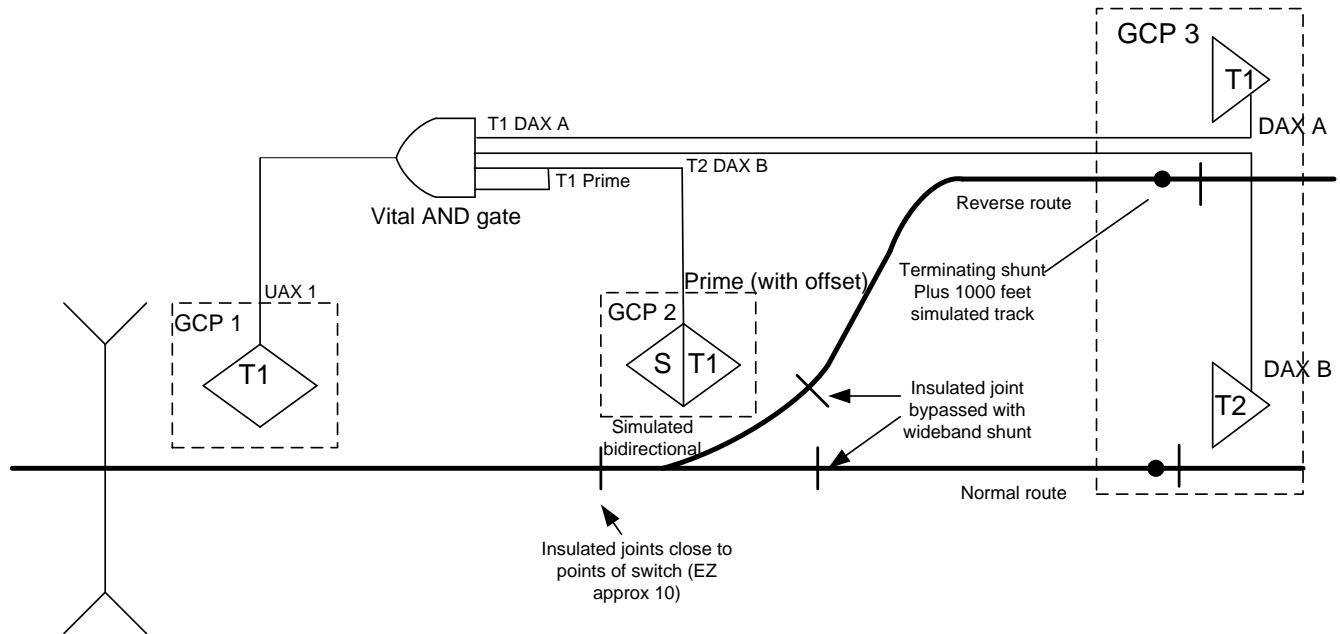 GCP 3
T1
T1 DAX A
DAX A
T2 DAX B
T1 Prime
Vital AND gate
Reverse route
Prime (with offset)
Terminating shunt
Plus 1000 feet
simulated track
UAX 1
GCP 1
T1
GCP 2
S T1
DAX B
T2
Insulated joint
bypassed with
wideband shunt
Simulated
bidirectional
Normal route
Insulated joints close to
points of switch (EZ
approx 10)